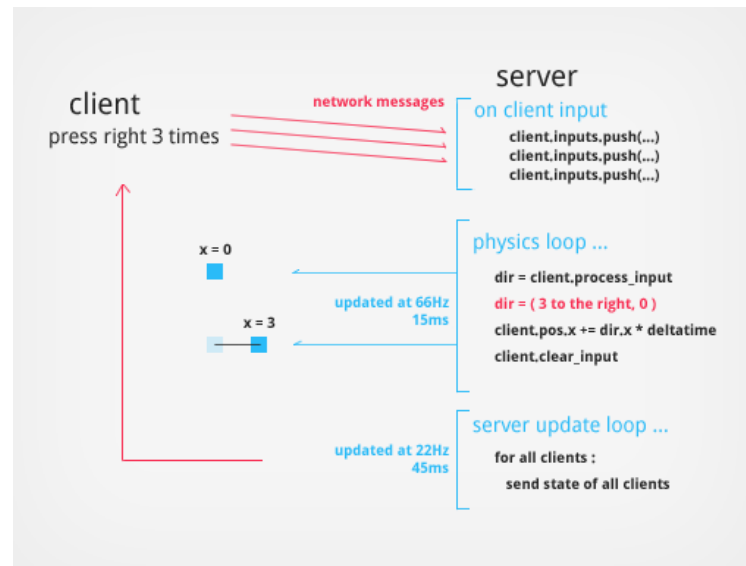 client
press right 3 times
network messages
server
on client input
client.inputs.push(...)
client.inputs.push(...)
client.inputs.push(...)
x = 0
x = 3
updated at 66Hz
15ms
physics loop ...
dir = client.process_input
dir = ( 3 to the right, 0 )
client.pos.x += dir.x * deltatime
client.clear_input
updated at 22Hz
45ms
server update loop ...
for all clients :
send state of all clients